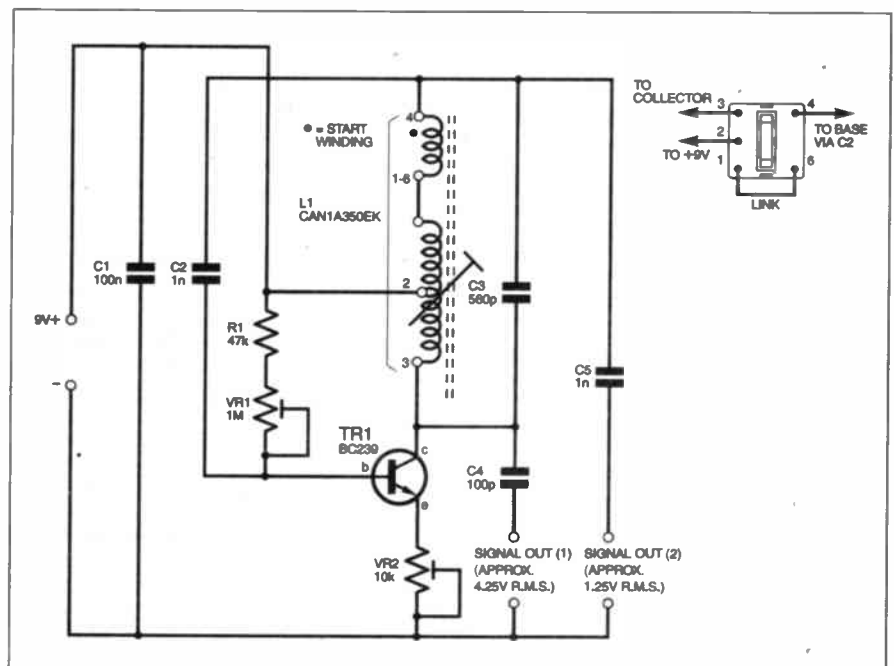 4
● = START
WINDING
1-6
L1
CAN1A350EK
2
3
C1
100n
C2
1n
C3
560p
9V+
–
R1
47k
VR1
1M
TR1
BC239
b
c
e
C4
100p
C5
1n
VR2
10k
SIGNAL OUT (1)
(APPROX.
4.25V R.M.S.)
SIGNAL OUT (2)
(APPROX.
1.25V R.M.S.)
TO
COLLECTOR
3
4
2
TO +9V
TO BASE
VIA C2
1
6
LINK